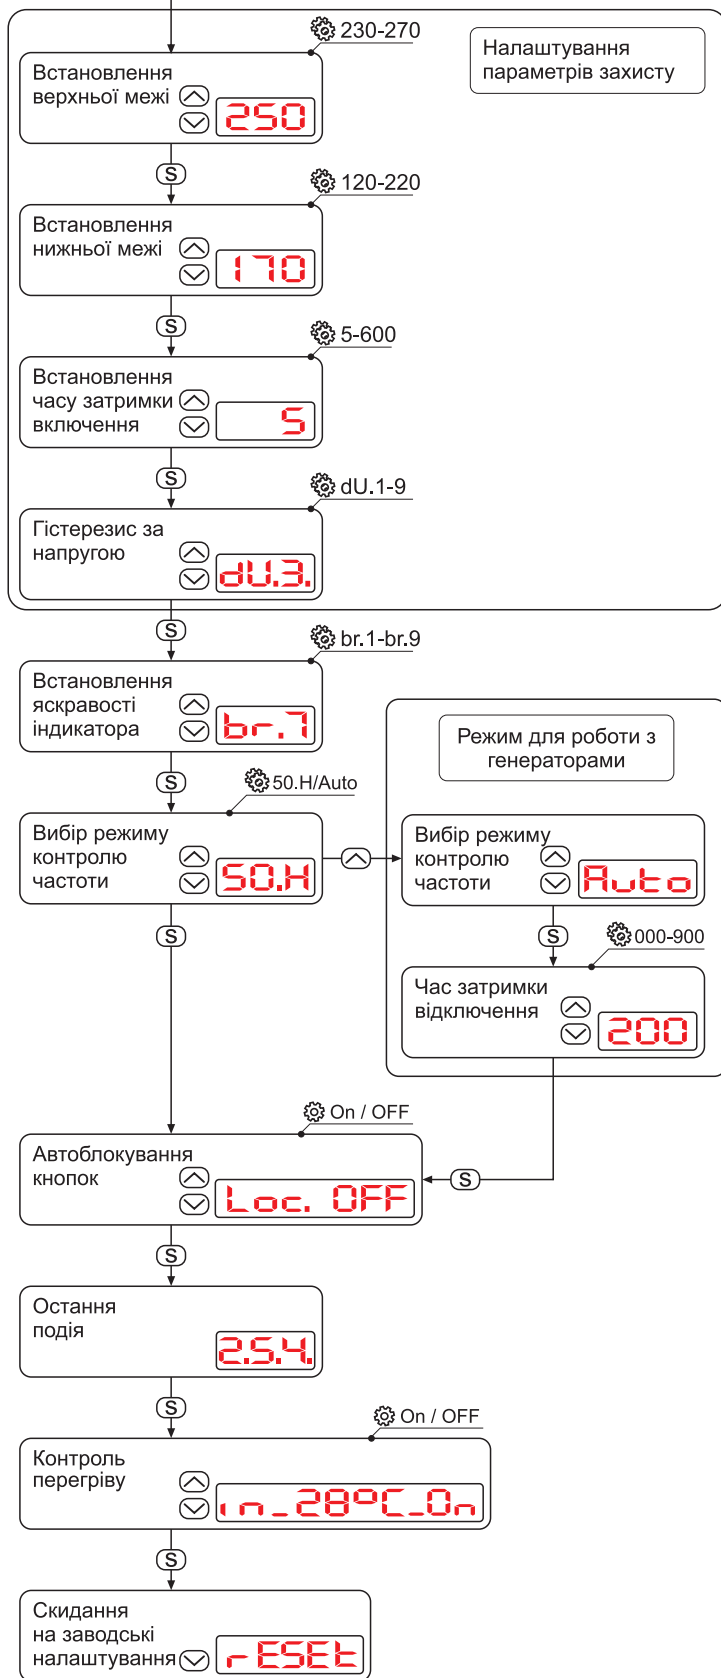 230-270
Налаштування
параметрів захисту
Встановлення
верхньої межі
250
S
120-220
Встановлення
нижньої межі
170
S
5-600
Встановлення
часу затримки
включення
5
S
dU.1-9
Гістерезис за
напругою
dU.3.
S
br.1-br.9
Встановлення
яскравості
індикатора
br.7
Режим для роботи з
генераторами
S
50.H/Auto
Вибір режиму
контролю
частоти
50.H
Вибір режиму
контролю
частоти
Auto
S
S
000-900
Час затримки
відключення
200
On / OFF
Автоблокування
кнопок
Loc. OFF
S
S
Остання
подія
2.5.4.
S
On / OFF
Контроль
перегріву
in_28ºC_On
S
Скидання
на заводські
налаштування
rESEt